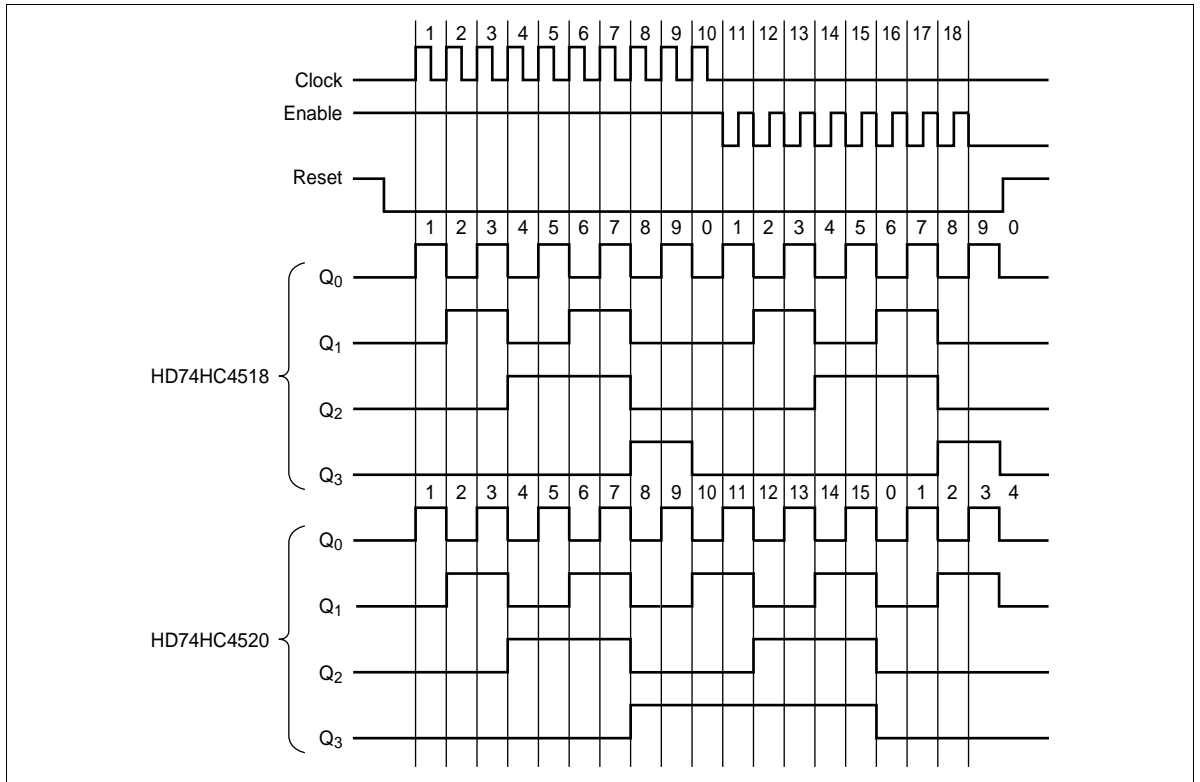 1 2 3 4 5 6 7 8 9 10 11 12 13 14 15 16 17 18
Clock
Enable
Reset
1 2 3 4 5 6 7 8 9 0 1 2 3 4 5 6 7 8 9 0
Q0
Q1
HD74HC4518
Q2
Q3
1 2 3 4 5 6 7 8 9 10 11 12 13 14 15 0 1 2 3 4
Q0
Q1
HD74HC4520
Q2
Q3